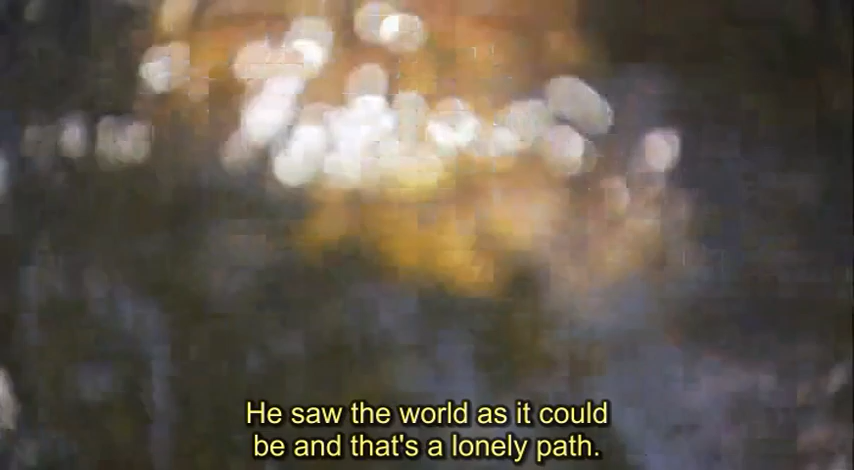 He saw the world as it could
be and that's a lonely path.